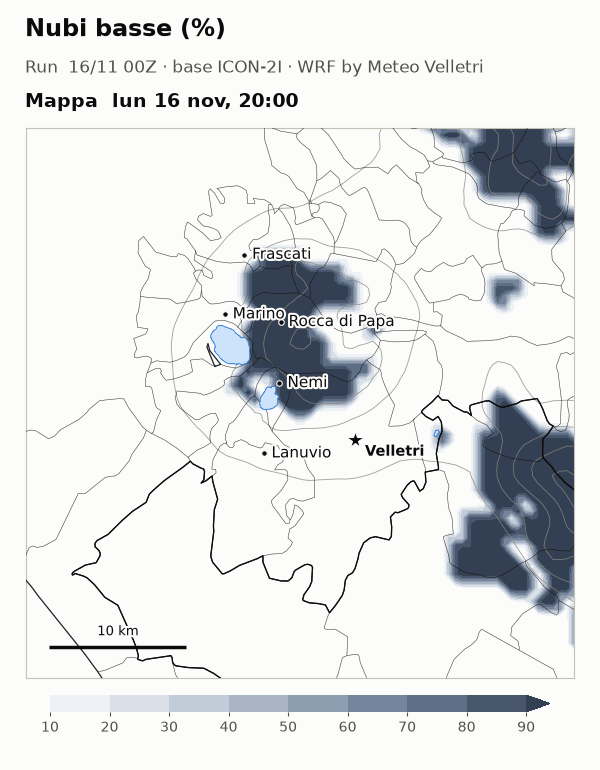 Nubi basse (%)
Run  16/11 00Z · base ICON-2I · WRF by Meteo Velletri
Mappa  lun 16 nov, 20:00
Frascati
Marino
Rocca di Papa
Nemi
Velletri
Lanuvio
10 km
10 20 30 40 50 60 70 80 90